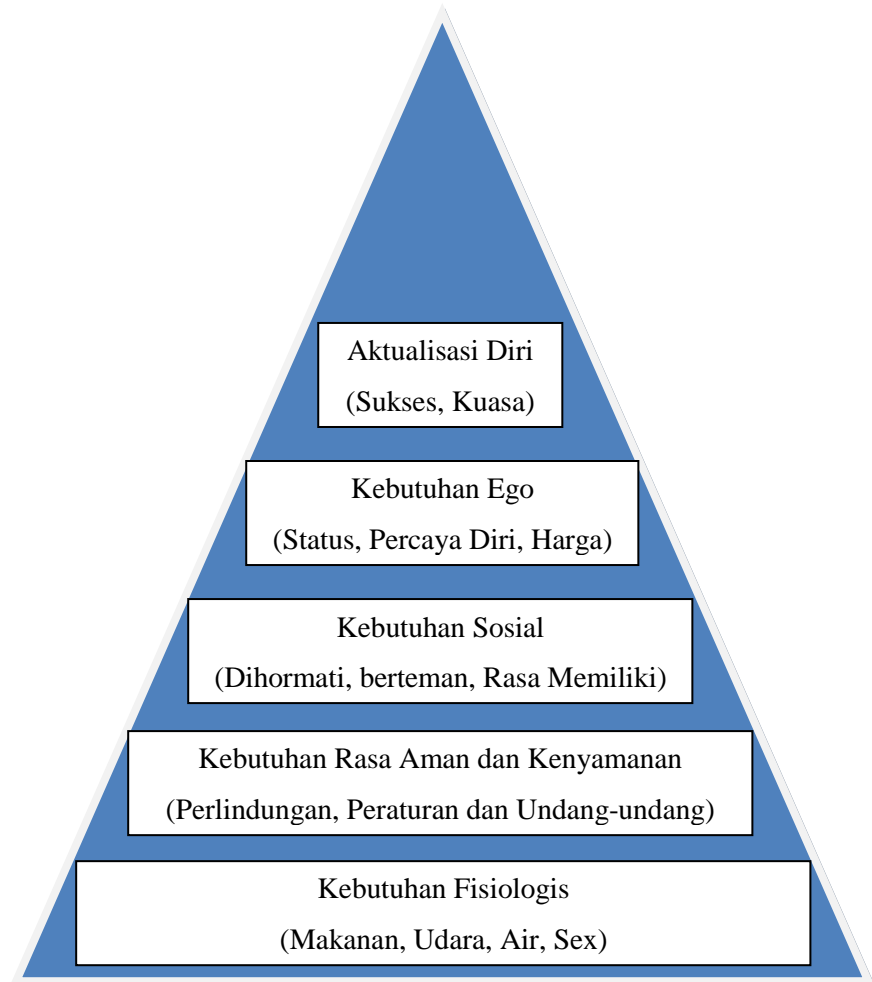 Aktualisasi Diri
(Sukses, Kuasa)
Kebutuhan Ego
(Status, Percaya Diri, Harga)
Kebutuhan Sosial
(Dihormati, berteman, Rasa Memiliki)
Kebutuhan Rasa Aman dan Kenyamanan
(Perlindungan, Peraturan dan Undang-undang)
Kebutuhan Fisiologis
(Makanan, Udara, Air, Sex)